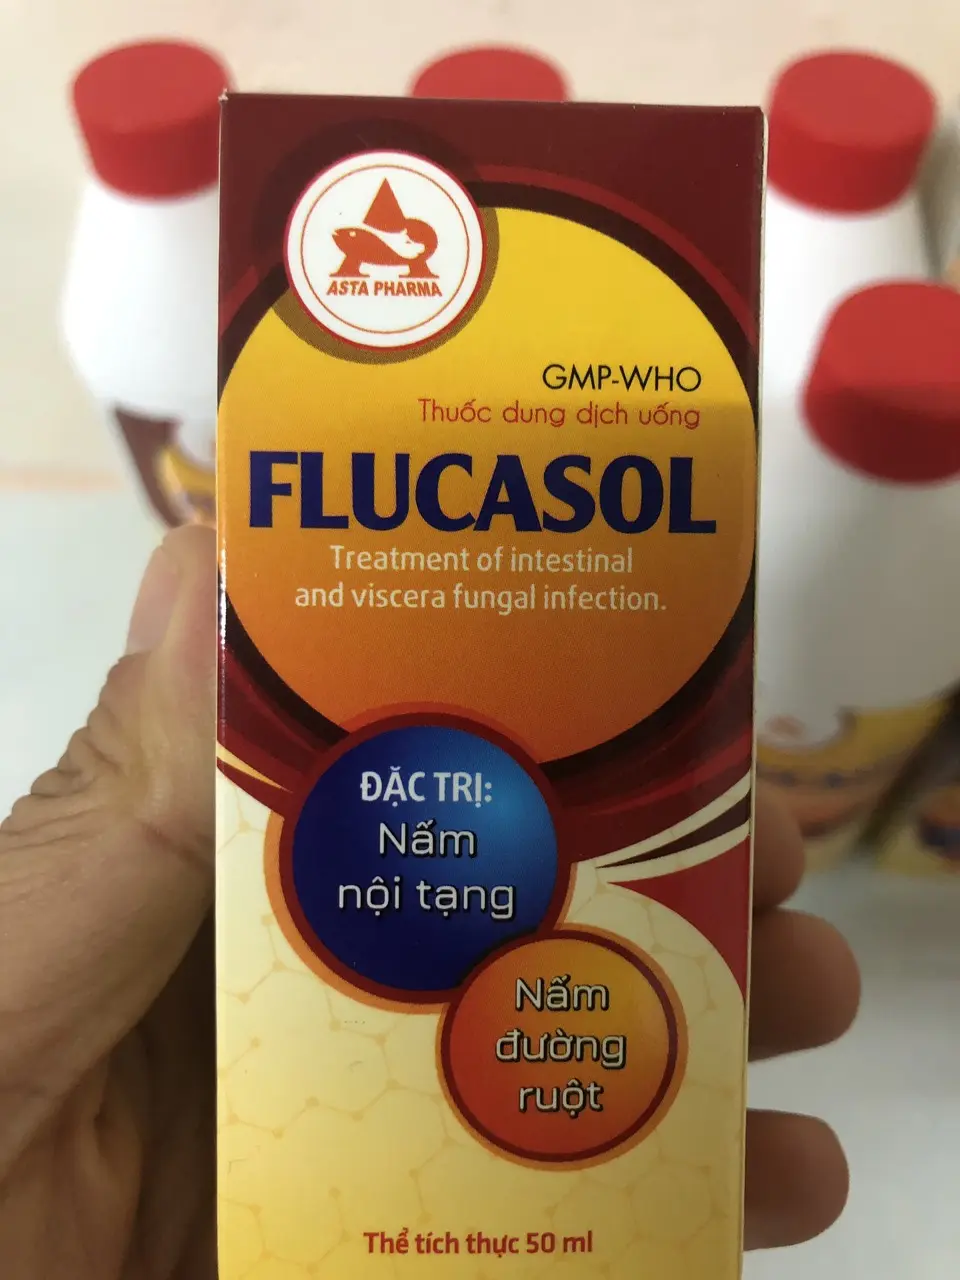 ASTA PHARMA
GMP-WHO
Thuốc dung dịch uống
FLUCASOL
Treatment of intestinal
and viscera fungal infection.
ĐẶC TRỊ:
Nấm
nội tạng
Nấm
đường
ruột
Thể tích thực 50 ml